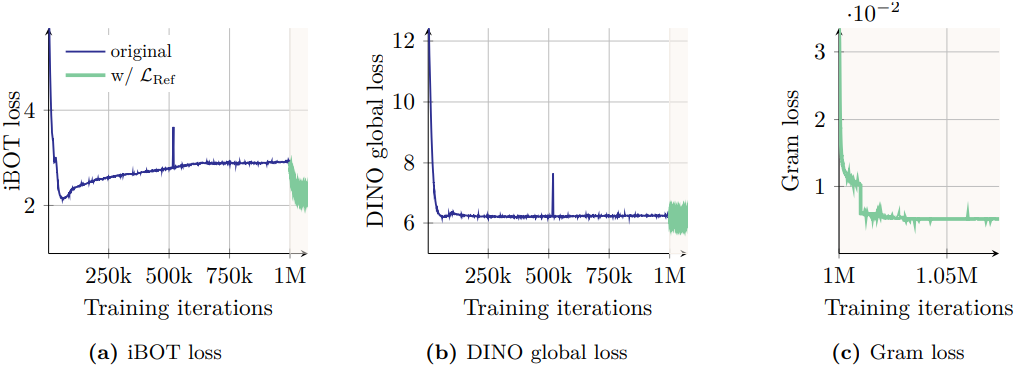 iBOT loss
4
2
original
w/ ℒRef
250k 500k 750k 1M
Training iterations
(a) iBOT loss
DINO global loss
12
10
8
6
250k 500k 750k 1M
Training iterations
(b) DINO global loss
·10⁻²
Gram loss
3
2
1
1M 1.05M
Training iterations
(c) Gram loss